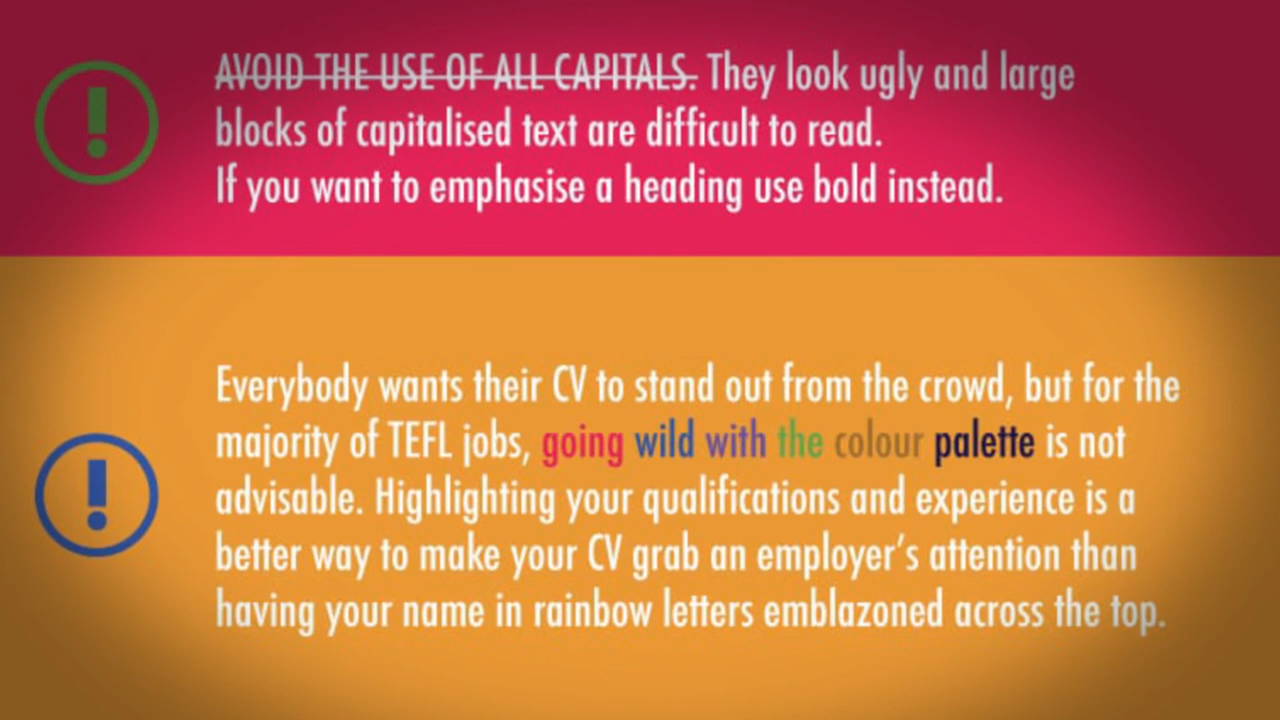 AVOID THE USE OF ALL CAPITALS. They look ugly and large
blocks of capitalised text are difficult to read.
If you want to emphasise a heading use bold instead.
Everybody wants their CV to stand out from the crowd, but for the
majority of TEFL jobs, going wild with the colour palette is not
advisable. Highlighting your qualifications and experience is a
better way to make your CV grab an employer’s attention than
having your name in rainbow letters emblazoned across the top.